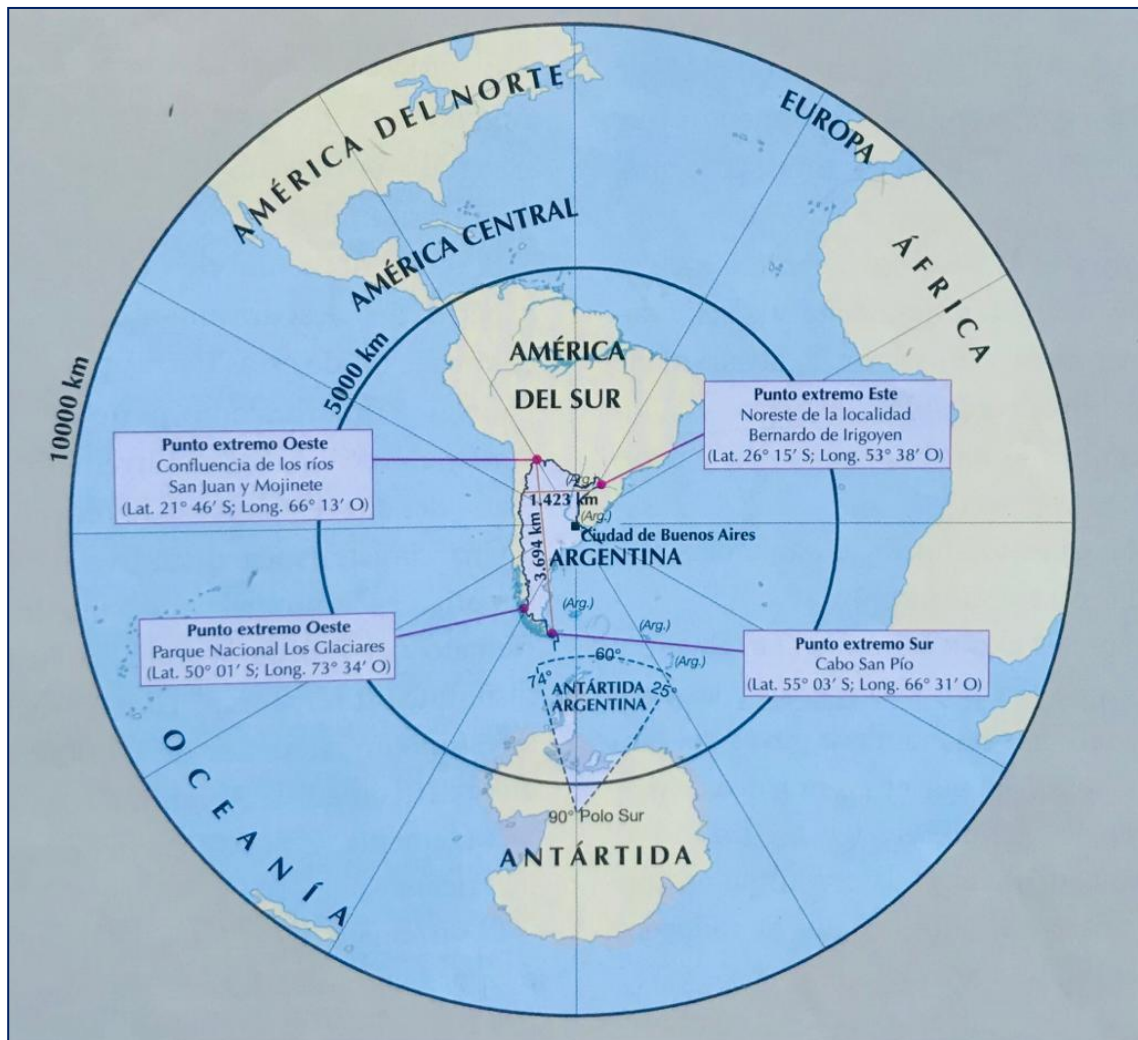 AMÉRICA DEL NORTE
EUROPA
AMÉRICA CENTRAL
ÁFRICA
10000 km
5000 km
AMÉRICA
DEL SUR
Punto extremo Este
Noreste de la localidad
Bernardo de Irigoyen
(Lat. 26° 15' S; Long. 53° 38' O)
Punto extremo Oeste
Confluencia de los ríos
San Juan y Mojinete
(Lat. 21° 46' S; Long. 66° 13' O)
(Arg.)
1.423 km
(Arg.)
3.694 km
Ciudad de Buenos Aires
ARGENTINA
(Arg.)
(Arg.)
(Arg.)
Punto extremo Oeste
Parque Nacional Los Glaciares
(Lat. 50° 01' S; Long. 73° 34' O)
Punto extremo Sur
Cabo San Pío
(Lat. 55° 03' S; Long. 66° 31' O)
60°
74°
25°
ANTÁRTIDA
ARGENTINA
OCEANÍA
90° Polo Sur
ANTÁRTIDA